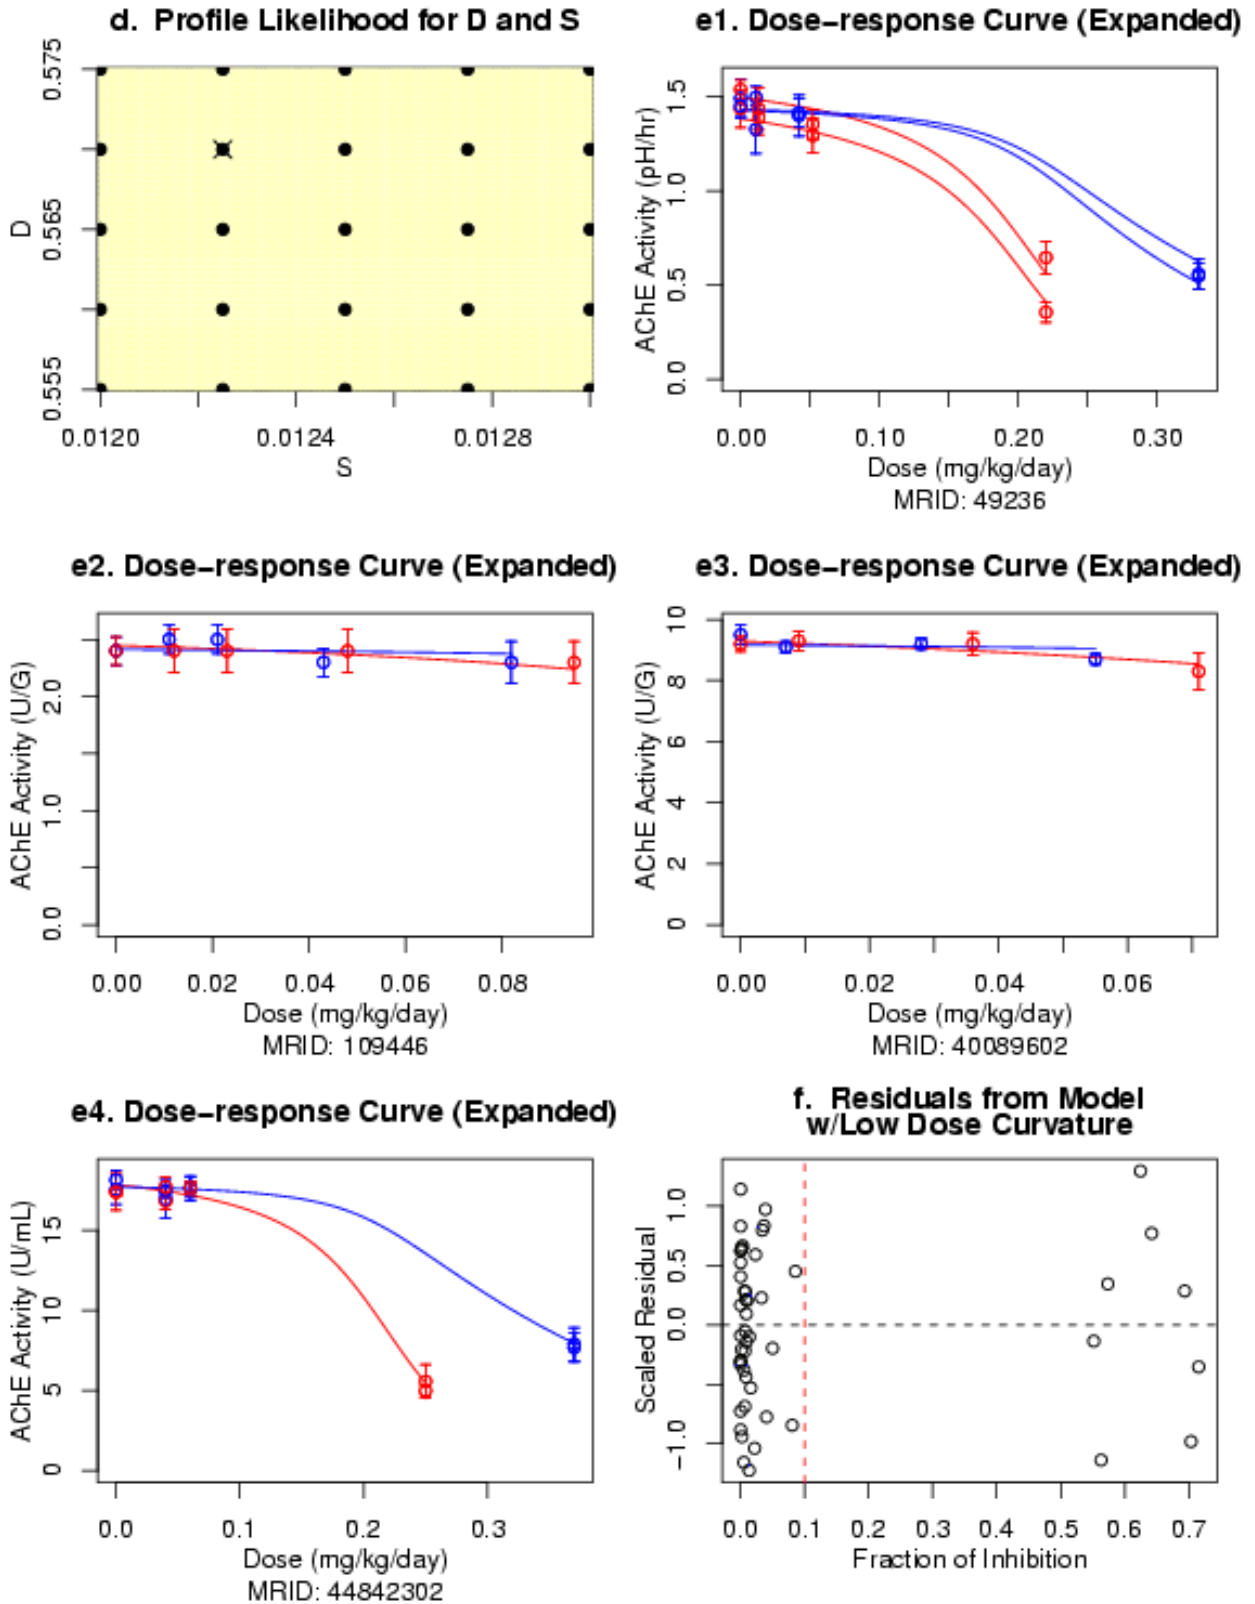 d. Profile Likelihood for D and S
0.575
0.565
0.555
D
0.0120
0.0124
0.0128
S
e1. Dose-response Curve (Expanded)
1.5
1.0
0.5
0.0
AChE Activity (pH/hr)
0.00
0.10
0.20
0.30
Dose (mg/kg/day)
MRID: 49236
e2. Dose-response Curve (Expanded)
2.0
1.0
0.0
AChE Activity (U/G)
0.00
0.02
0.04
0.06
0.08
Dose (mg/kg/day)
MRID: 109446
e3. Dose-response Curve (Expanded)
10
8
6
4
2
0
AChE Activity (U/G)
0.00
0.02
0.04
0.06
Dose (mg/kg/day)
MRID: 40089602
e4. Dose-response Curve (Expanded)
15
10
5
0
AChE Activity (U/mL)
0.0
0.1
0.2
0.3
Dose (mg/kg/day)
MRID: 44842302
f. Residuals from Model
w/Low Dose Curvature
1.0
0.5
0.0
-1.0
Scaled Residual
0.0
0.1
0.2
0.3
0.4
0.5
0.6
0.7
Fraction of Inhibition